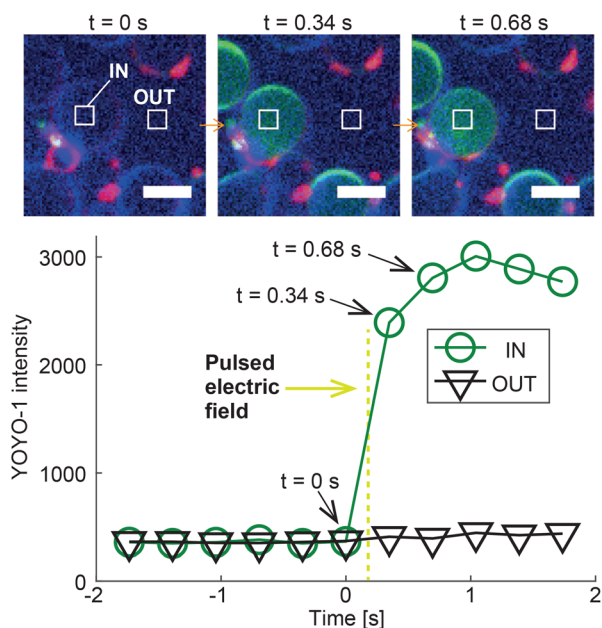 t = 0 s
t = 0.34 s
t = 0.68 s
IN
OUT
3000
2000
1000
0
YOYO-1 intensity
t = 0.68 s
t = 0.34 s
Pulsed
electric
field
t = 0 s
IN
OUT
-2
-1
0
1
2
Time [s]